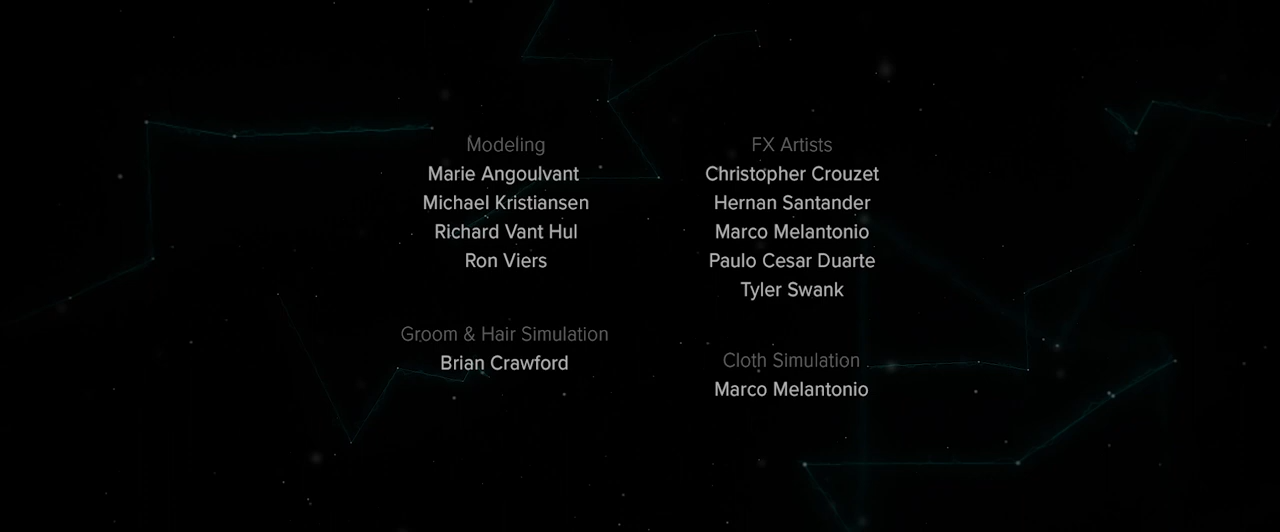 Modeling
Marie Angoulvant
Michael Kristiansen
Richard Vant Hul
Ron Viers
Groom & Hair Simulation
Brian Crawford
FX Artists
Christopher Crouzet
Hernan Santander
Marco Melantonio
Paulo Cesar Duarte
Tyler Swank
Cloth Simulation
Marco Melantonio